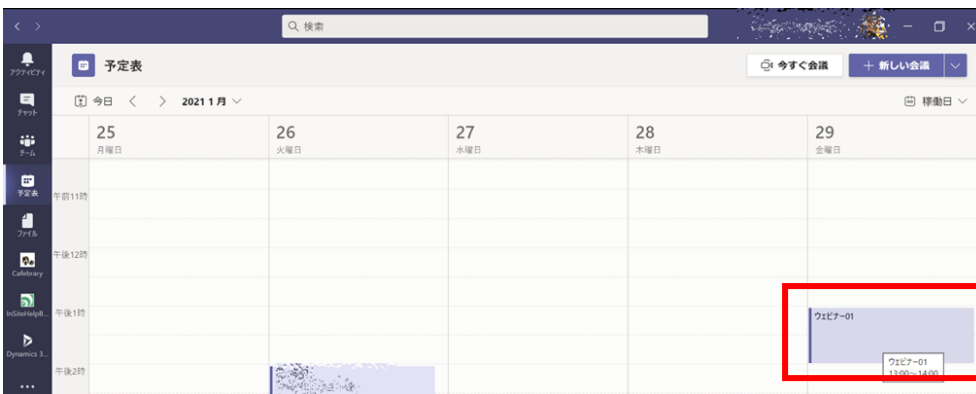 検索
アクティビティ
チャット
チーム
予定表
ファイル
Cafebrary
InSiteHelpB...
Dynamics 3...
予定表
今すぐ会議
新しい会議
今日
2021 1月
稼働日
25
月曜日
26
火曜日
27
水曜日
28
木曜日
29
金曜日
午前11時
午後12時
午後1時
午後2時
ウェビナー01
ウェビナー01
13:00～14:00